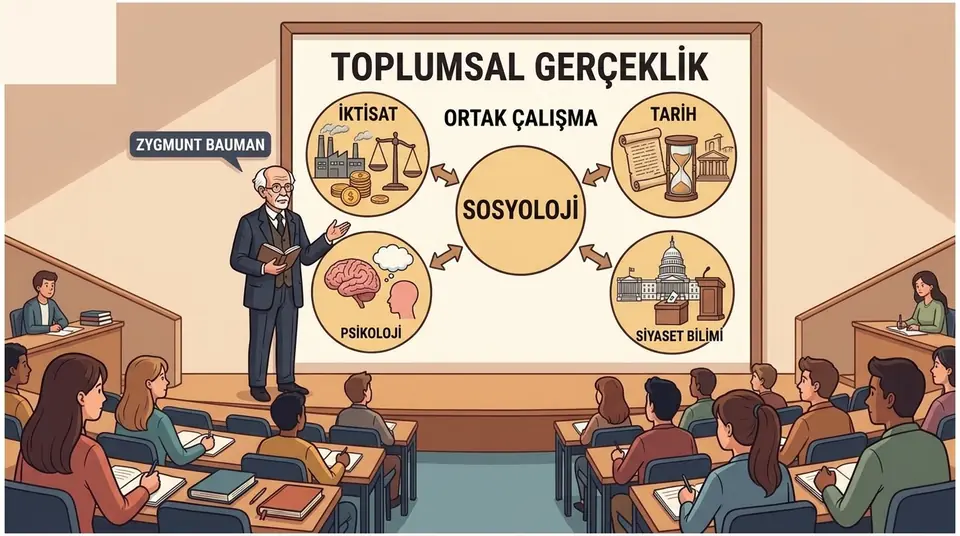 TOPLUMSAL GERÇEKLİK
İKTİSAT
ORTAK ÇALIŞMA
TARİH
ZYGMUNT BAUMAN
SOSYOLOJİ
PSİKOLOJİ
SİYASET BİLİMİ